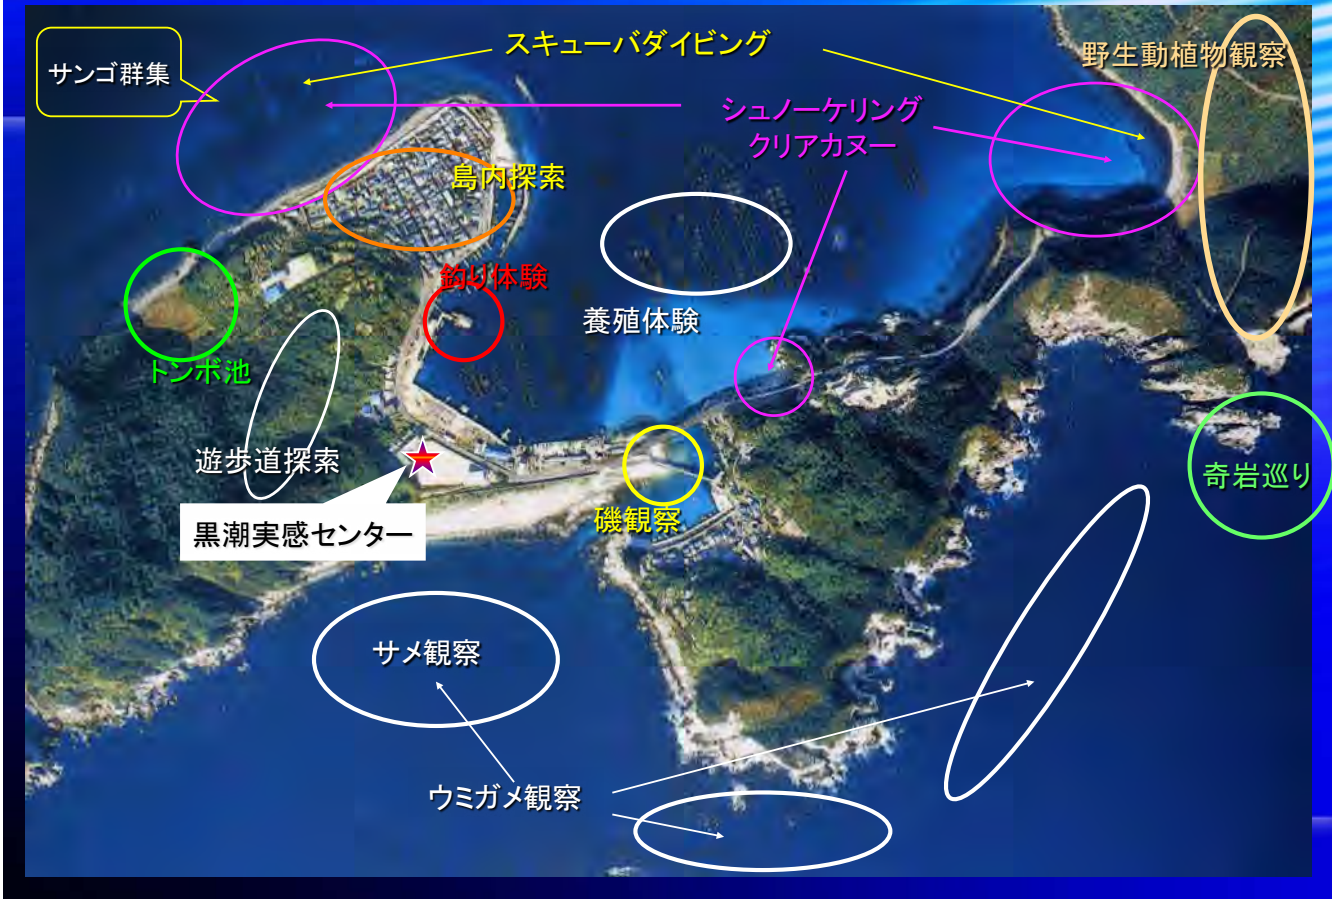 スキューバダイビング
野生動植物観察
サンゴ群集
シュノーケリング
クリアカヌー
島内探索
釣り体験
養殖体験
トンボ池
遊歩道探索
奇岩巡り
磯観察
黒潮実感センター
サメ観察
ウミガメ観察